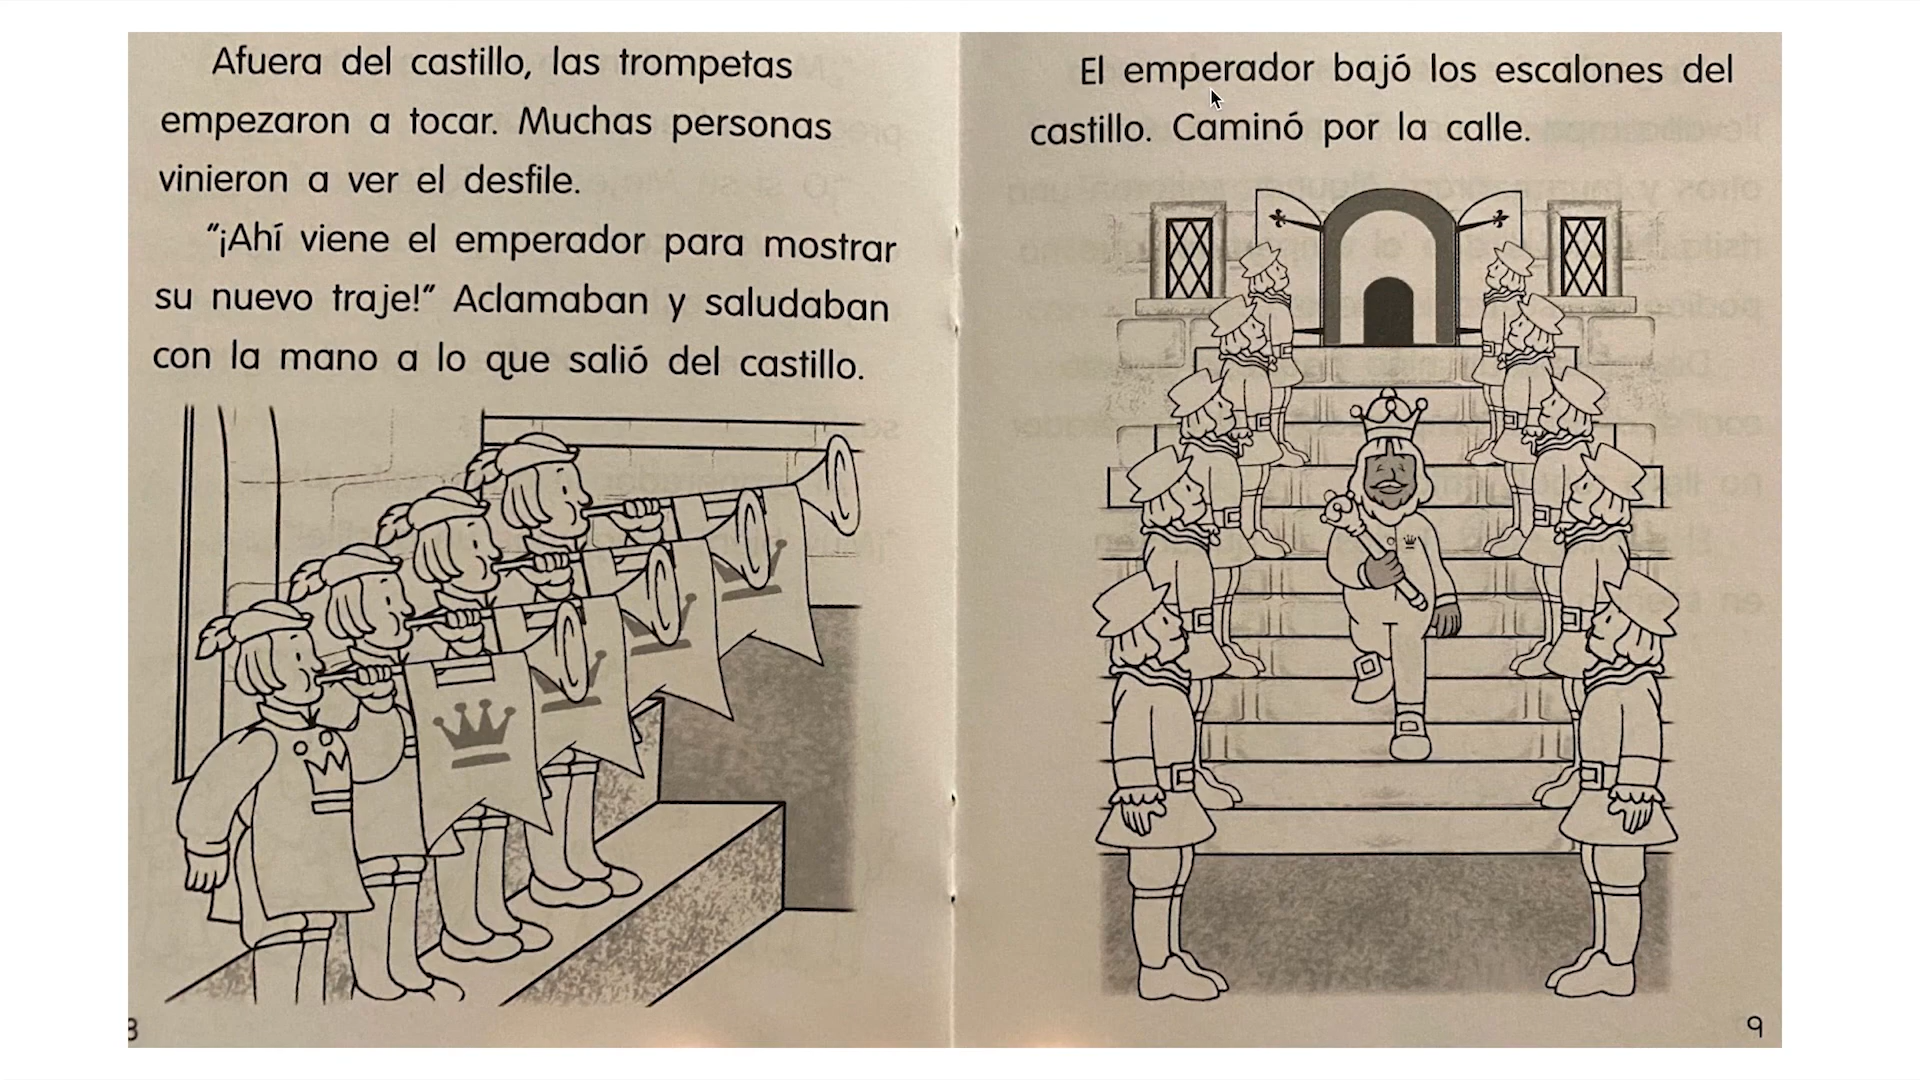 Afuera del castillo, las trompetas
empezaron a tocar. Muchas personas
vinieron a ver el desfile.
"¡Ahí viene el emperador para mostrar
su nuevo traje!" Aclamaban y saludaban
con la mano a lo que salió del castillo.
8
El emperador bajó los escalones del
castillo. Caminó por la calle.
9